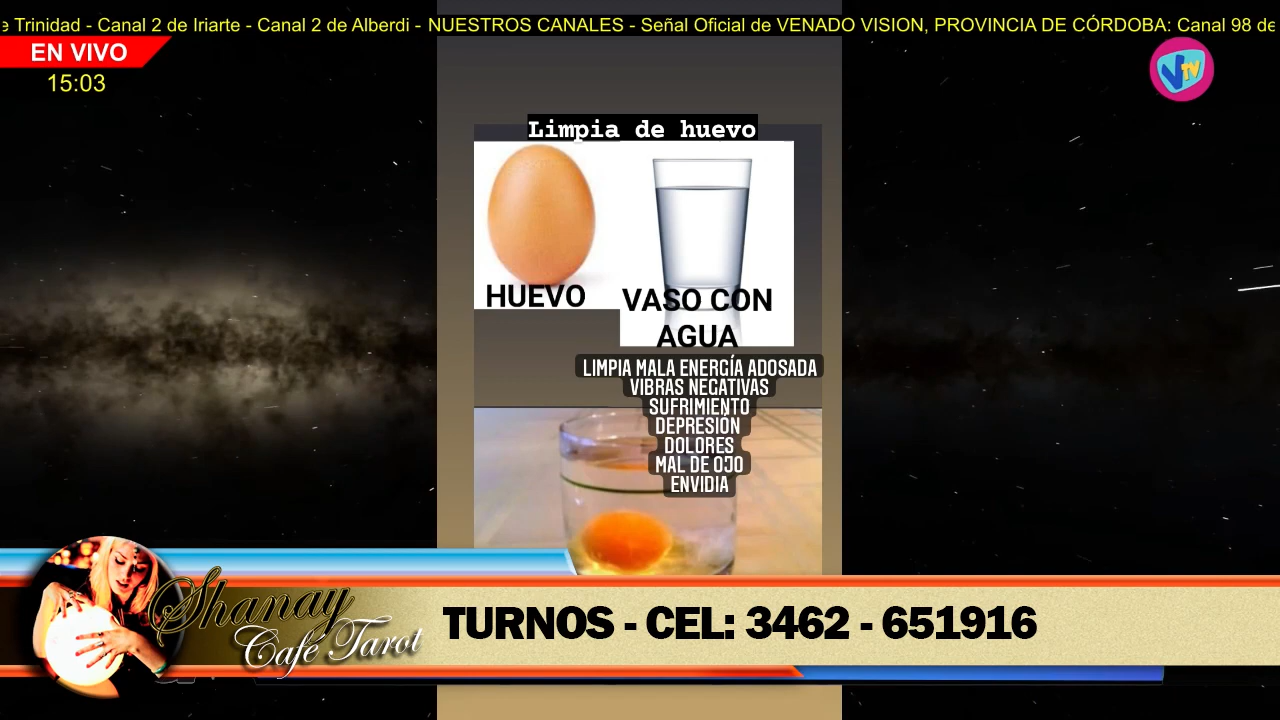 e Trinidad - Canal 2 de Iriarte - Canal 2 de Alberdi - NUESTROS CANALES - Señal Oficial de VENADO VISION, PROVINCIA DE CÓRDOBA: Canal 98 de
EN VIVO
15:03
VTV
Limpia de huevo
HUEVO
VASO CON
AGUA
LIMPIA MALA ENERGÍA ADOSADA
VIBRAS NEGATIVAS
SUFRIMIENTO
DEPRESIÓN
DOLORES
MAL DE OJO
ENVIDIA
Shanay
Cafe Tarot
TURNOS - CEL: 3462 - 651916